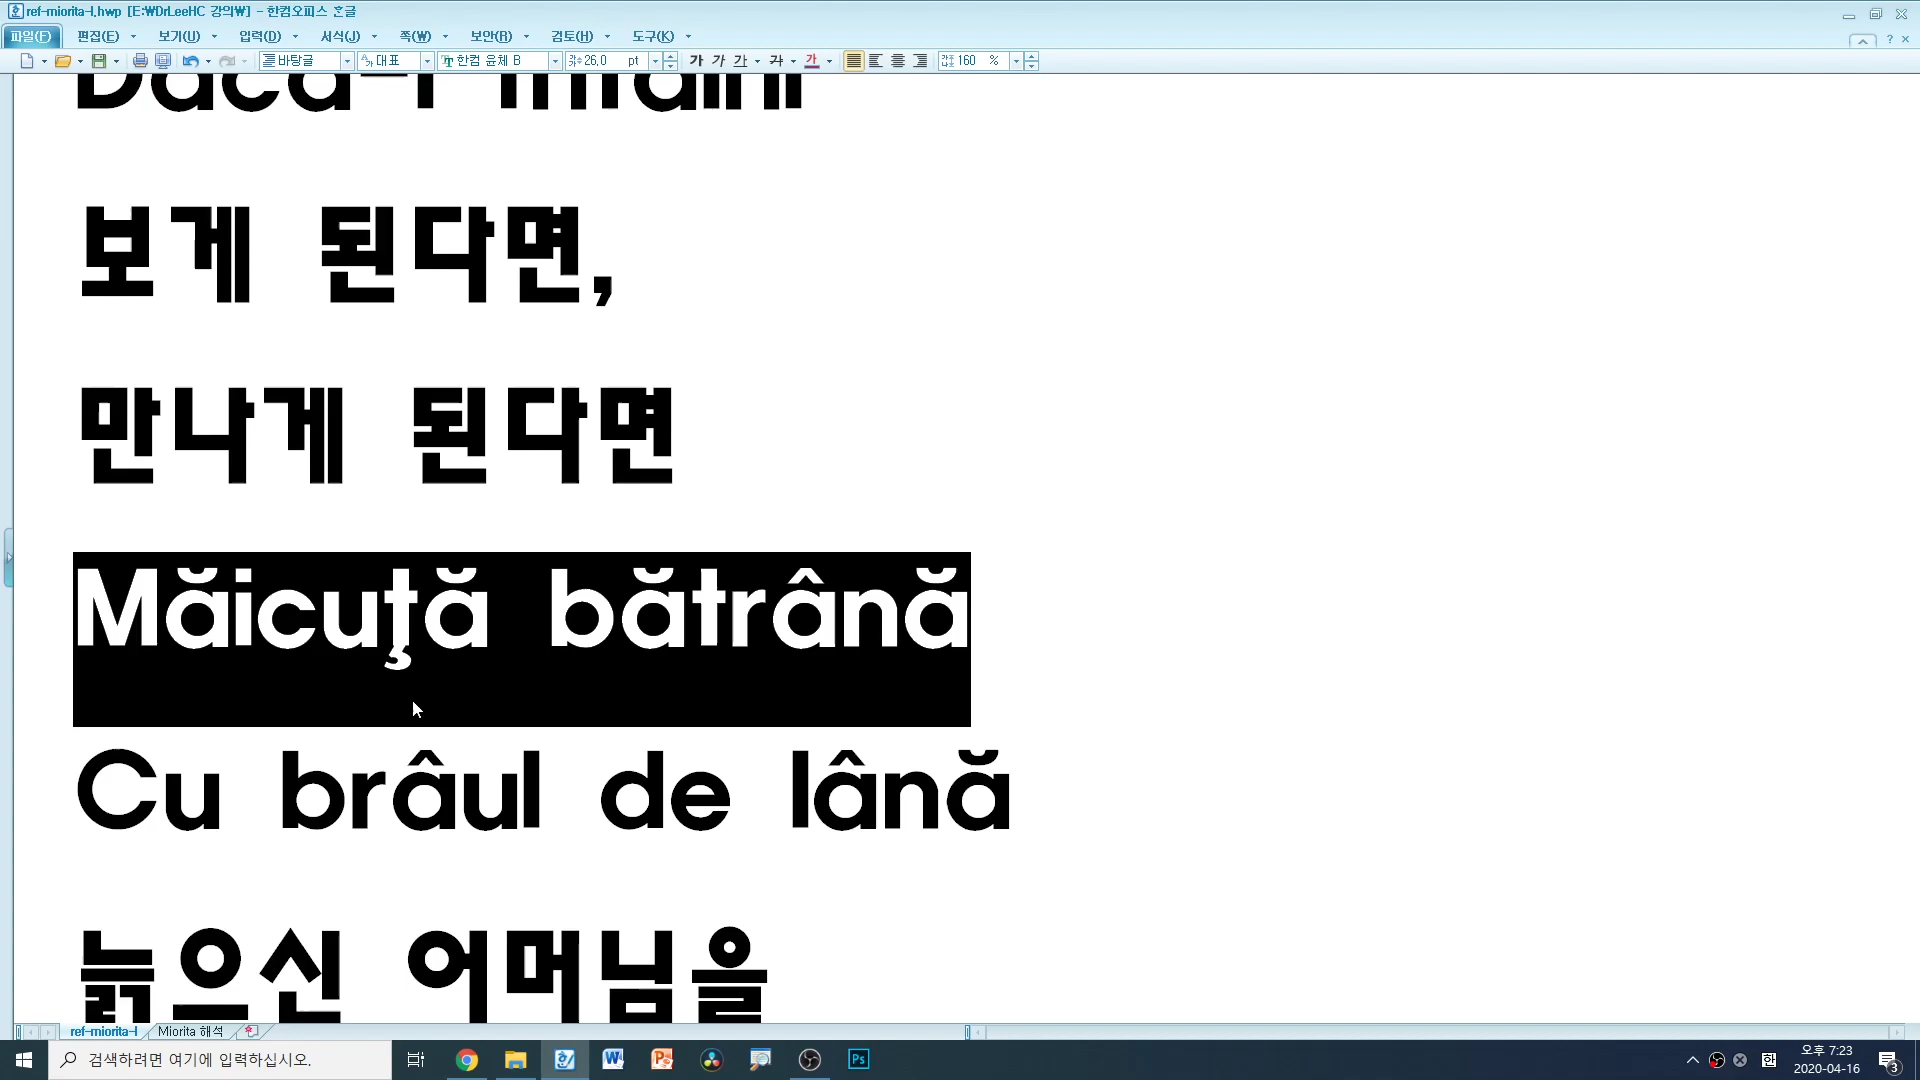 ref-miorita-I.hwp [E:₩DrLeeHC 강의₩] - 한컴오피스 한글
파일(F) 편집(E) 보기(U) 입력(D) 서식(J) 쪽(W) 보안(R) 검토(H) 도구(K)
바탕글 대표 한컴 윤체 B 26.0 pt 가 가 가 가 가 160 %
보게 된다면,
만나게 된다면
Măicuţă bătrână
Cu brâul de lână
늙으신 어머님을
ref-miorita-I Miorita 해석
검색하려면 여기에 입력하십시오.
한 오후 7:23
2020-04-16
3